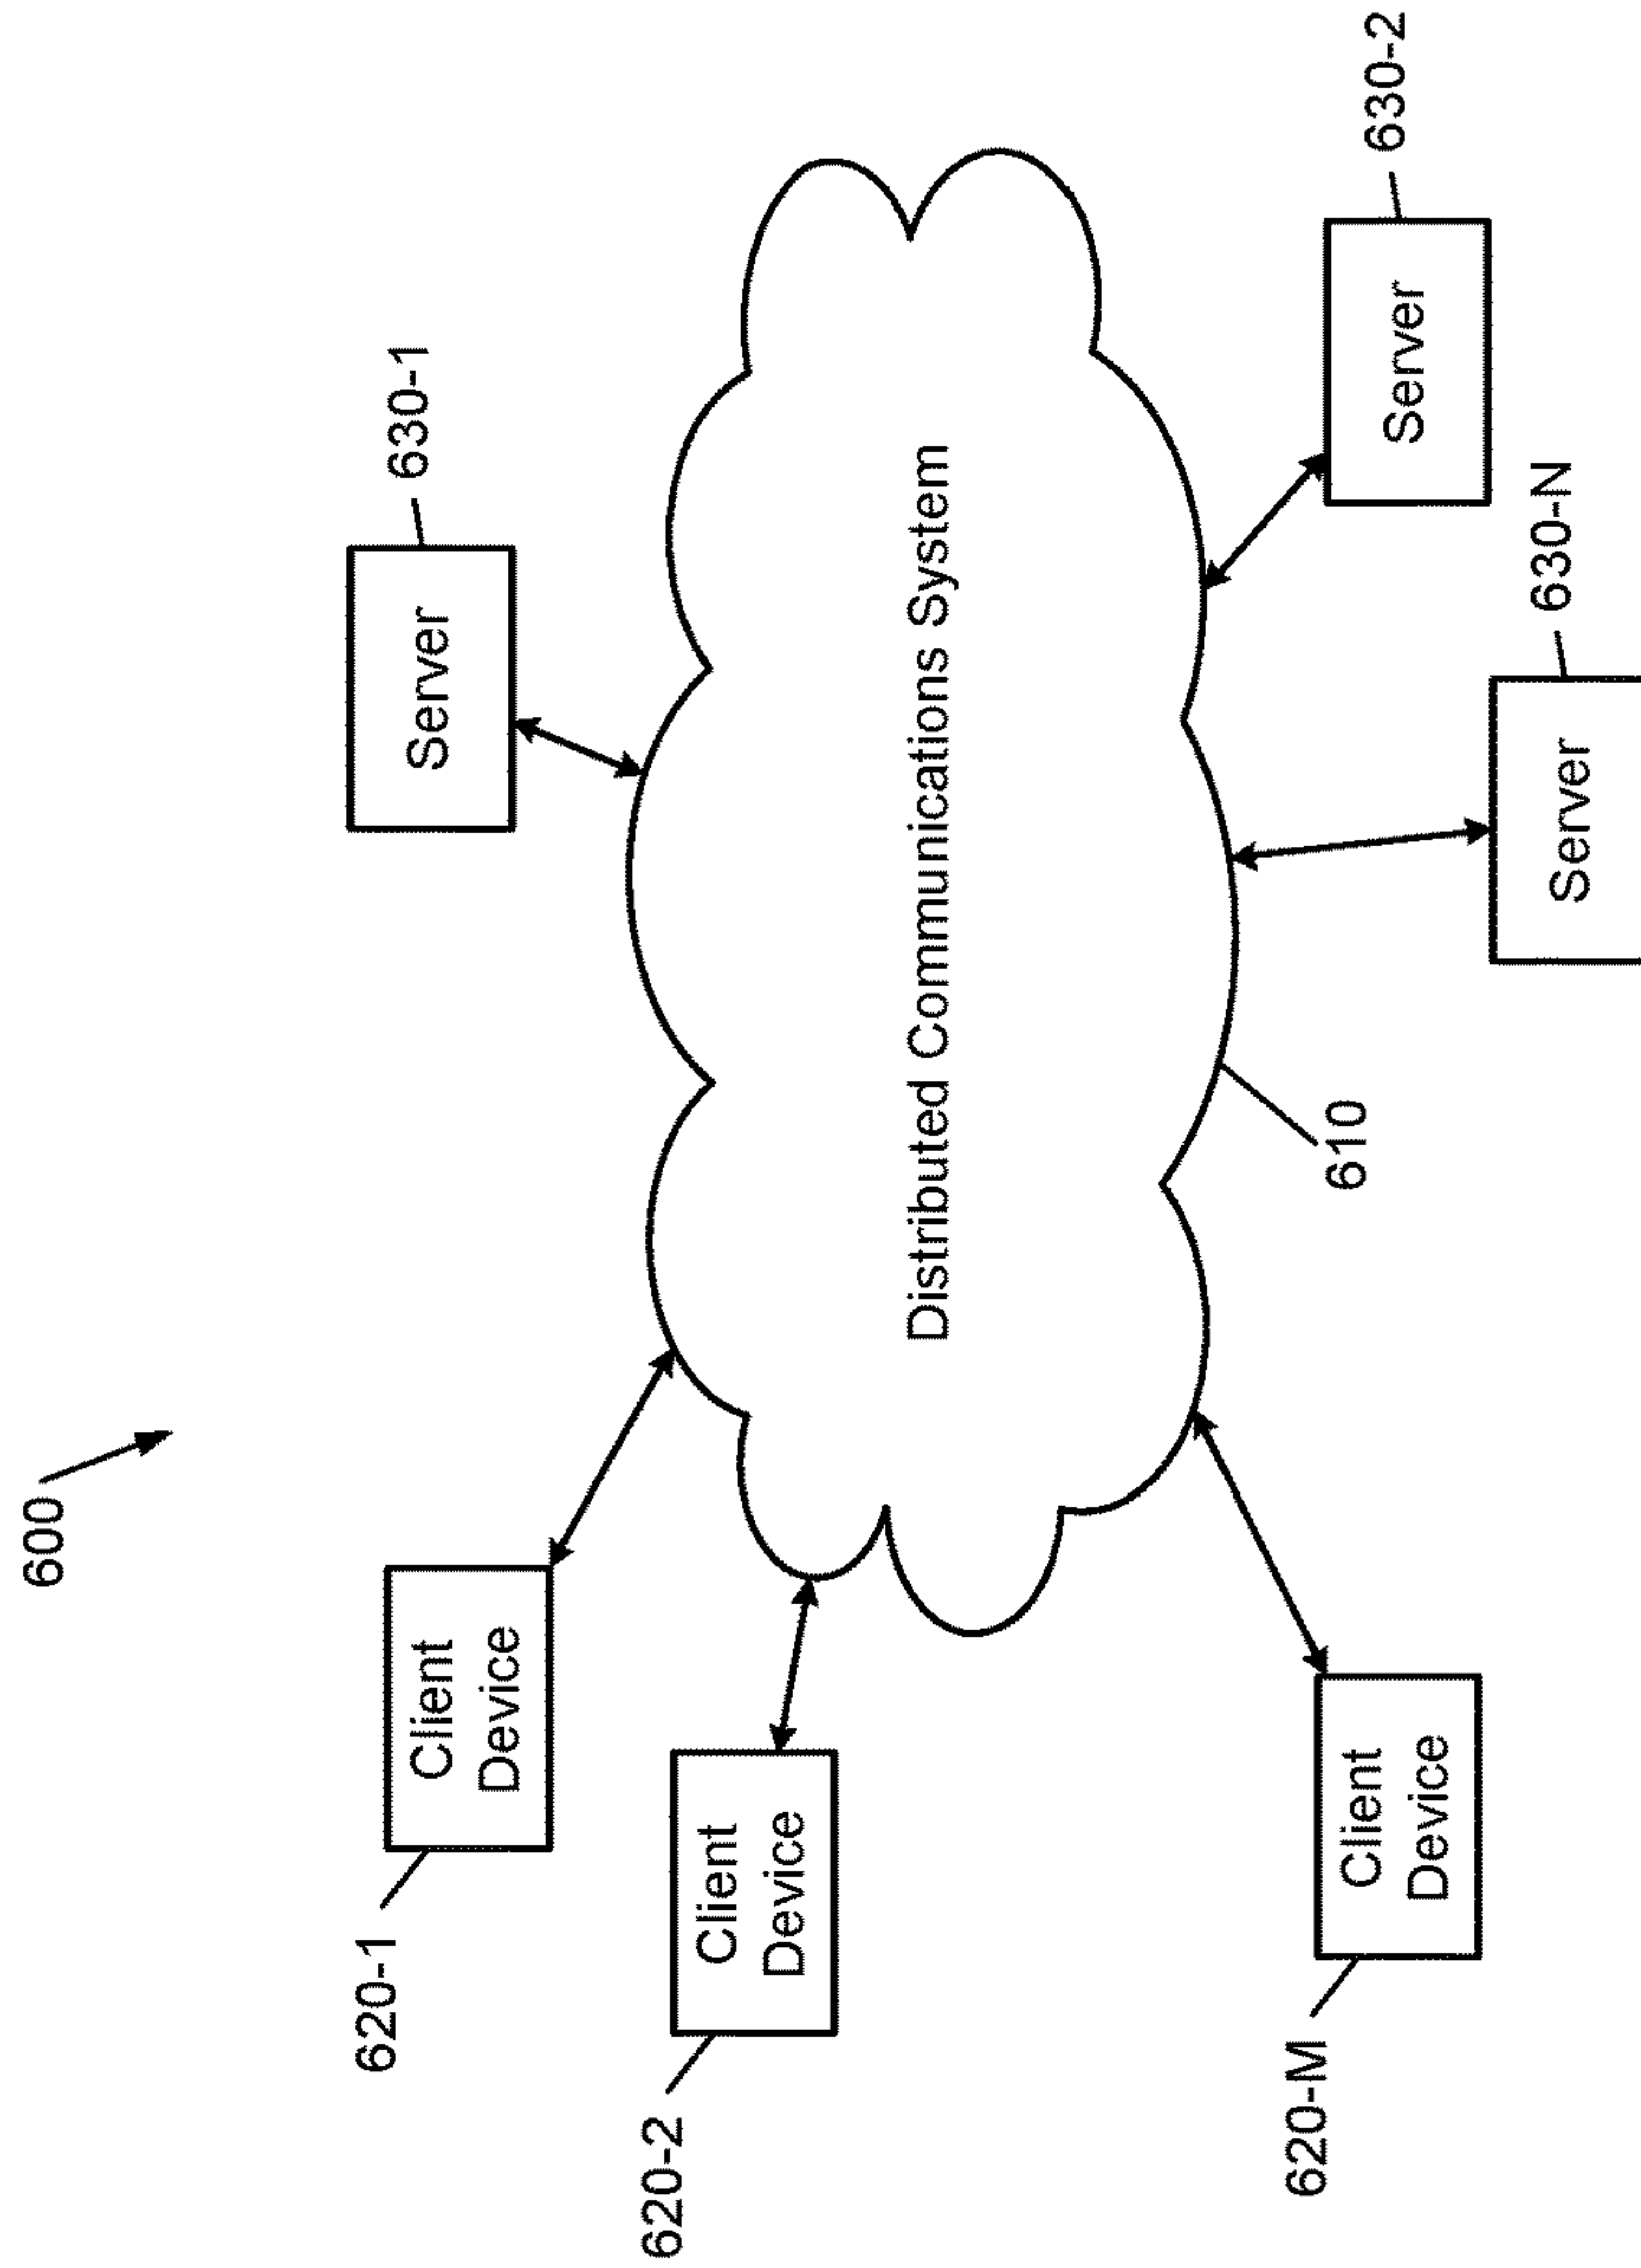 600
620-1
Client
Device
630-1
Server
620-2
Client
Device
Distributed Communications System
610
620-M
Client
Device
630-2
Server
630-N
Server